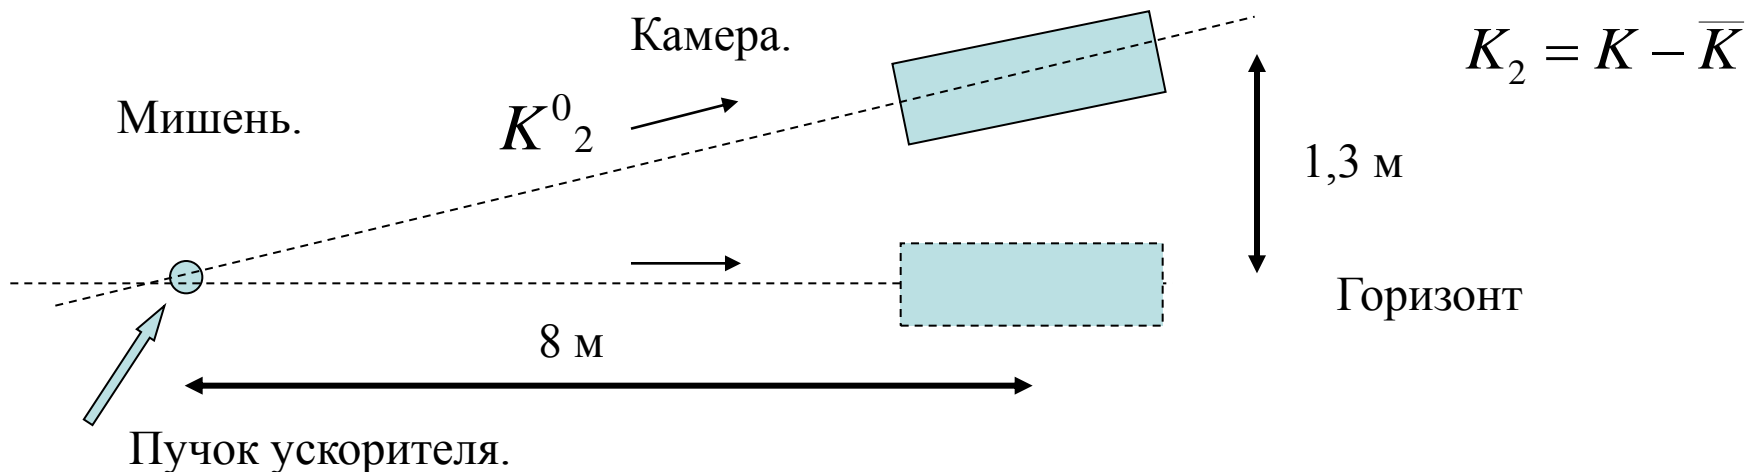 Камера.
K₂ = K − K̅
Мишень.
K⁰₂
1,3 м
Горизонт
8 м
Пучок ускорителя.